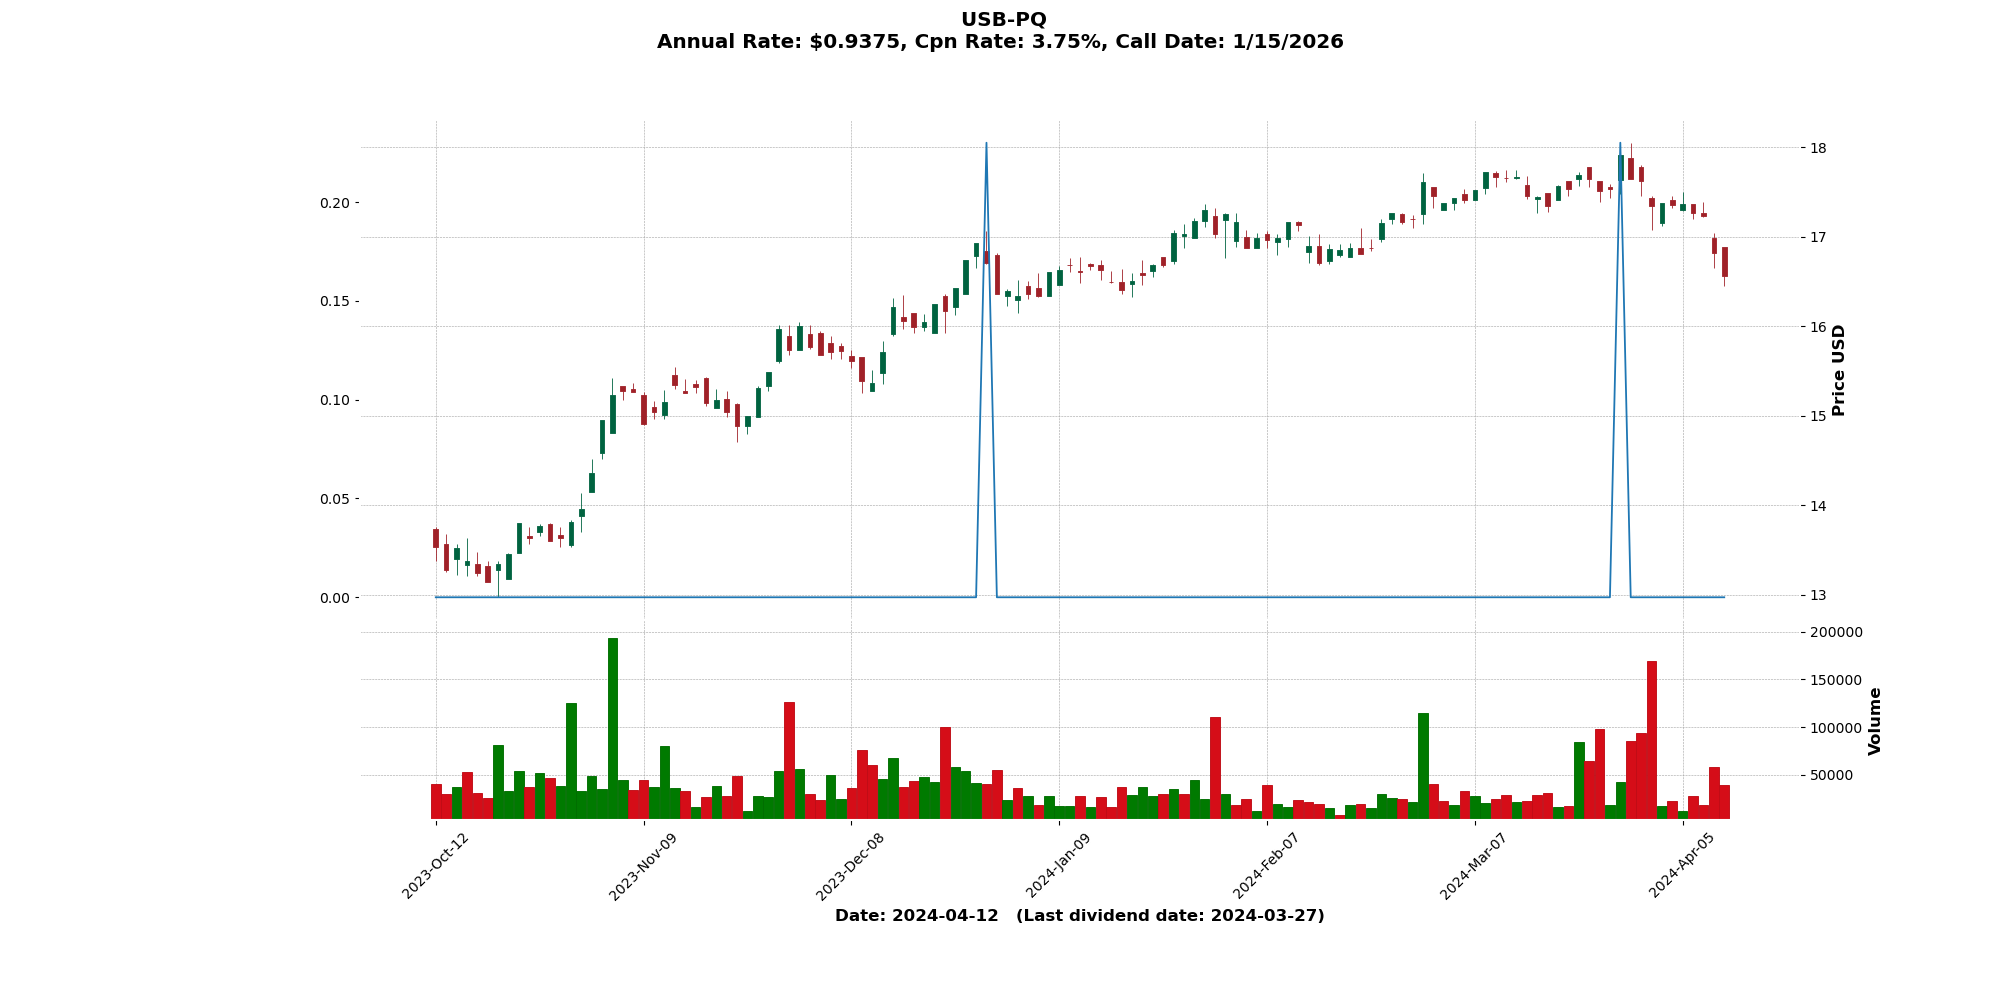 USB-PQ
Annual Rate: $0.9375, Cpn Rate: 3.75%, Call Date: 1/15/2026
0.20
0.15
0.10
0.05
0.00
18
17
16
15
14
13
Price USD
200000
150000
100000
50000
Volume
2023-Oct-12
2023-Nov-09
2023-Dec-08
2024-Jan-09
2024-Feb-07
2024-Mar-07
2024-Apr-05
Date: 2024-04-12 (Last dividend date: 2024-03-27)